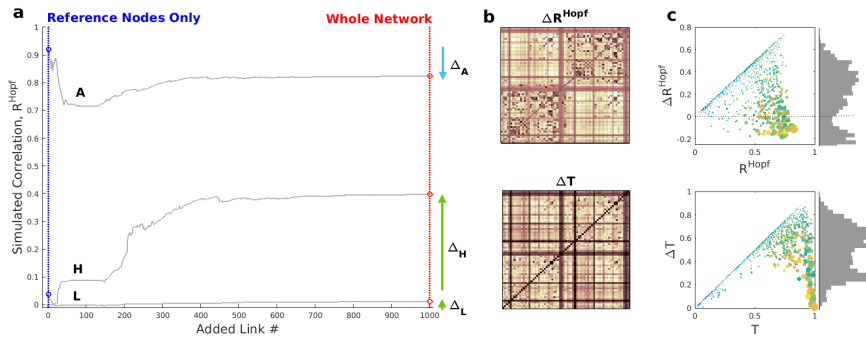 a
Reference Nodes Only
Whole Network
Simulated Correlation, R^Hopf
1
0.9
0.8
0.7
0.6
0.5
0.4
0.3
0.2
0.1
0
A
H
L
Δ_A
Δ_H
Δ_L
0 100 200 300 400 500 600 700 800 900 1000
Added Link #
b
ΔR^Hopf
ΔT
c
ΔR^Hopf
0.8
0.6
0.4
0.2
0
-0.2
0 0.5 1
R^Hopf
ΔT
1
0.8
0.6
0.4
0.2
0
0 0.5 1
T